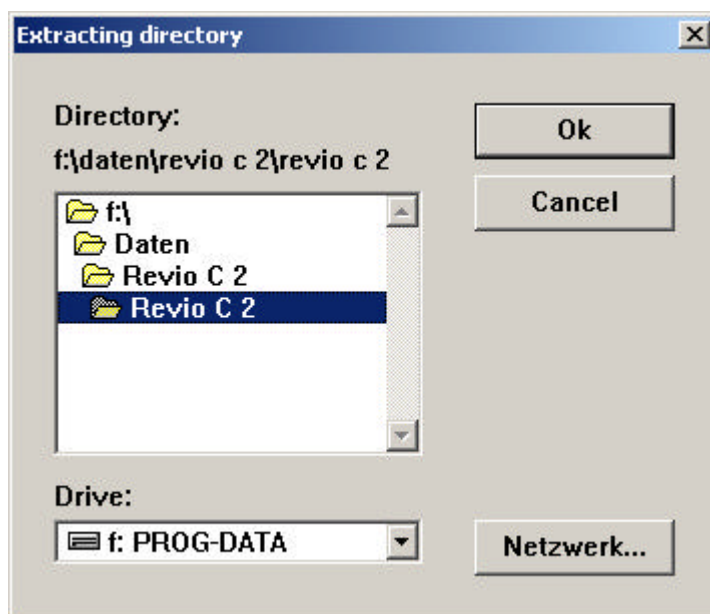 Extracting directory
Directory:
Ok
f:\daten\revio c 2\revio c 2
Cancel
f:\
Daten
Revio C 2
Revio C 2
Drive:
f: PROG-DATA
Netzwerk...